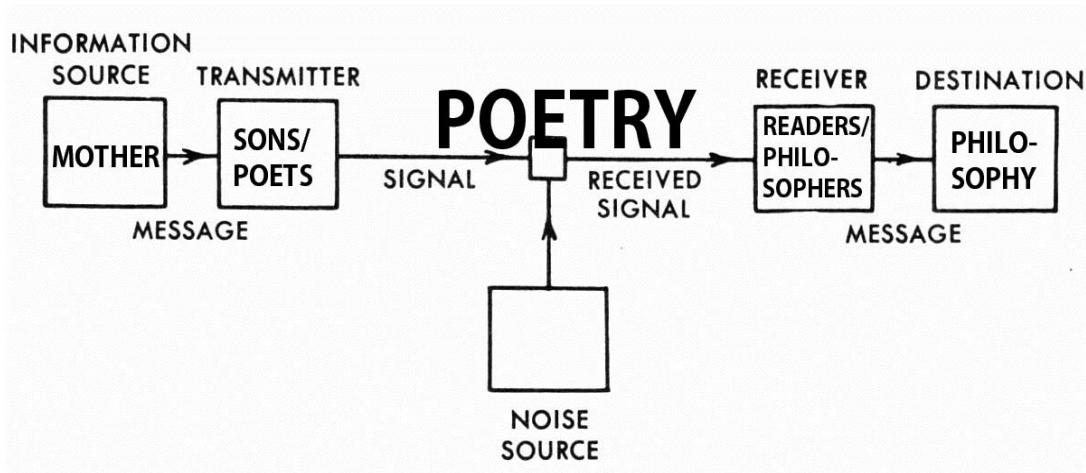 INFORMATION
SOURCE
TRANSMITTER
POETRY
RECEIVER
DESTINATION
MOTHER
SONS/
POETS
READERS/
PHILO-
SOPHERS
PHILO-
SOPHY
SIGNAL
RECEIVED
SIGNAL
MESSAGE
MESSAGE
NOISE
SOURCE